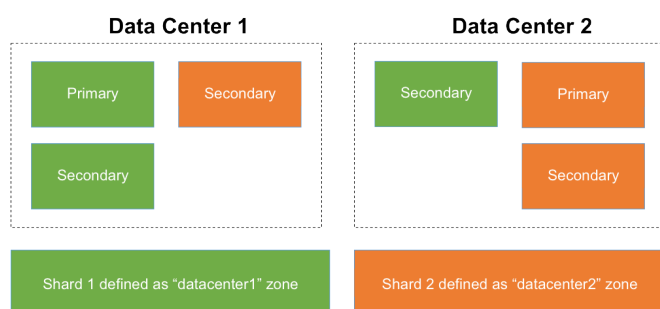 Data Center 1
Data Center 2
Primary
Secondary
Secondary
Primary
Secondary
Secondary
Shard 1 defined as “datacenter1” zone
Shard 2 defined as “datacenter2” zone